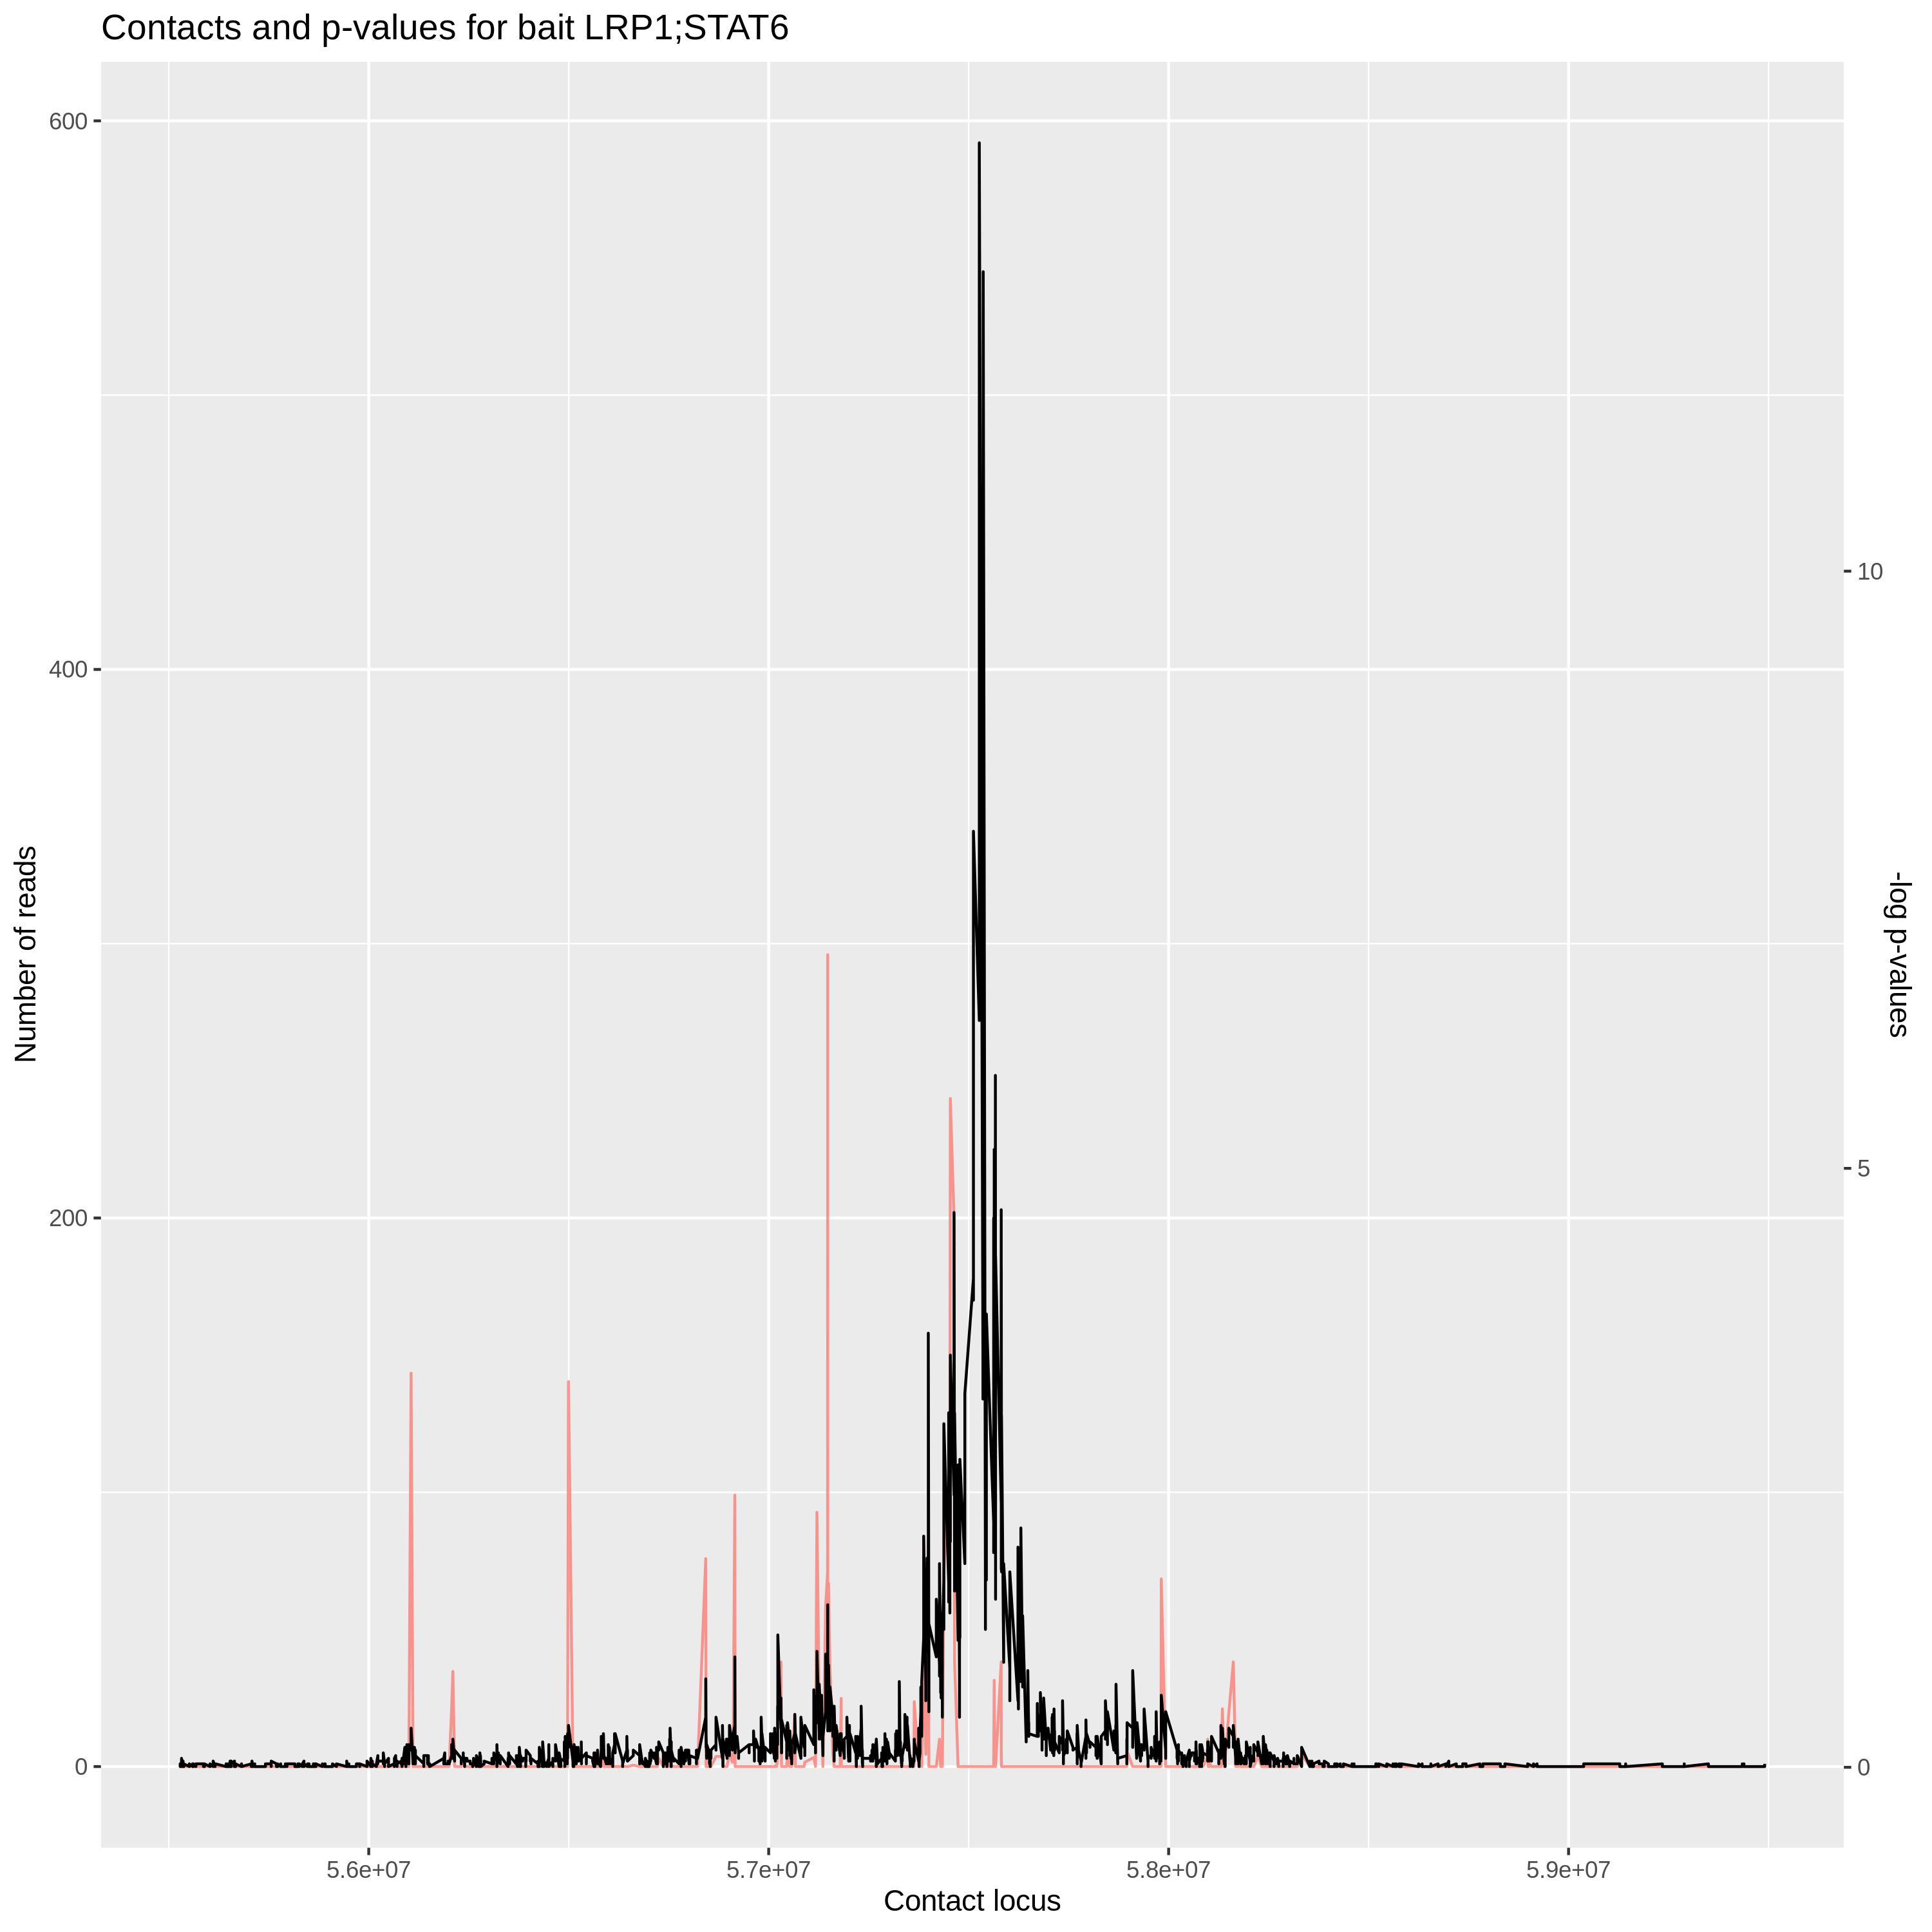 Contacts and p-values for bait LRP1;STAT6
600
400
200
0
Number of reads
10
5
0
-log p-values
5.6e+07
5.7e+07
5.8e+07
5.9e+07
Contact locus